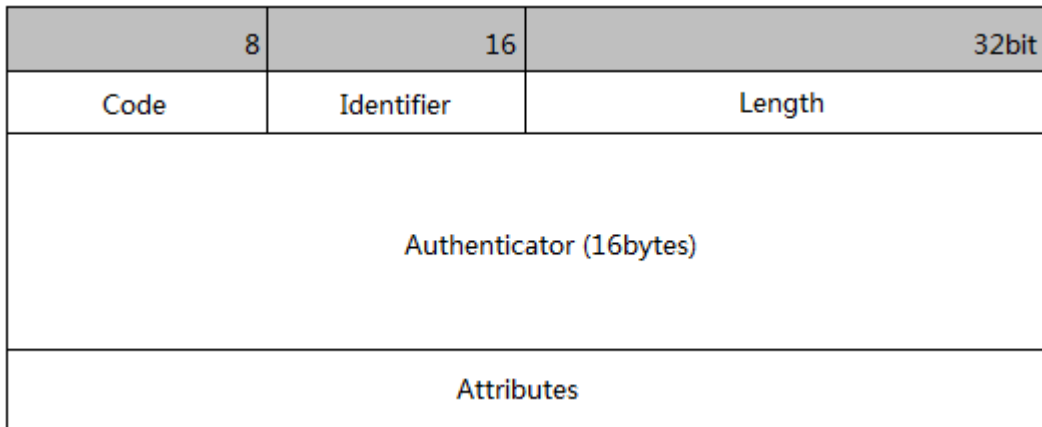 8 16 32bit
Code Identifier Length
Authenticator (16bytes)
Attributes